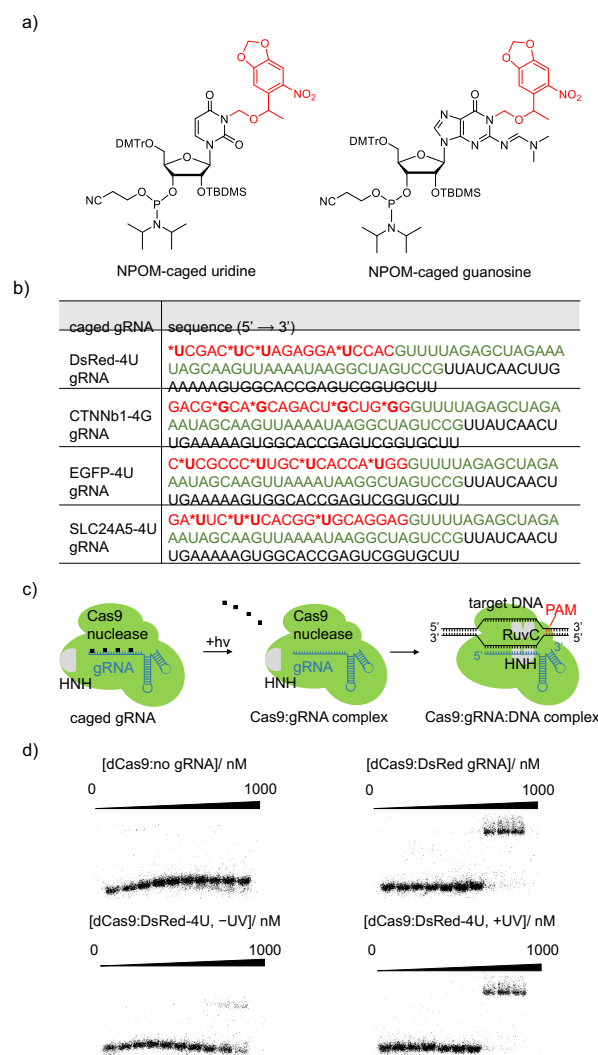 a)
O
O
NO₂
O
O
N
N
O
DMTrO
O
O
OTBDMS
NC
O
P
N
NPOM-caged uridine
O
O
NO₂
O
O
N
N
N
N
N
N
DMTrO
O
O
OTBDMS
NC
O
P
N
NPOM-caged guanosine
b)
caged gRNA sequence (5' → 3')
DsRed-4U
gRNA
*UCGAC*UC*UAGAGGA*UCCACGUUUUAGAGCUAGAAA
UAGCAAGUUAAAAUAAGGCUAGUCCGUUAUCAACUUG
AAAAAGUGGCACCGAGUCGGUGCUU
CTNNb1-4G
gRNA
GACG*GCA*GCAGACU*GCUG*GGUUUUAGAGCUAGA
AAUAGCAAGUUAAAAUAAGGCUAGUCCGUUAUCAACU
UGAAAAAGUGGCACCGAGUCGGUGCUU
EGFP-4U
gRNA
C*UCGCCC*UUGC*UCACCA*UGGGUUUUAGAGCUAGA
AAUAGCAAGUUAAAAUAAGGCUAGUCCGUUAUCAACU
UGAAAAAGUGGCACCGAGUCGGUGCUU
SLC24A5-4U
gRNA
GA*UUC*U*UCACGG*UGCAGGAGGUUUUAGAGCUAGA
AAUAGCAAGUUAAAAUAAGGCUAGUCCGUUAUCAACU
UGAAAAAGUGGCACCGAGUCGGUGCUU
c)
Cas9
nuclease
gRNA
HNH
caged gRNA
+hν
Cas9
nuclease
gRNA
HNH
Cas9:gRNA complex
target DNA
PAM
5'
3'
RuvC
3'
5'
5'
3'
HNH
gRNA
Cas9:gRNA:DNA complex
d)
[dCas9:no gRNA]/ nM
0 1000
[dCas9:DsRed gRNA]/ nM
0 1000
[dCas9:DsRed-4U, −UV]/ nM
0 1000
[dCas9:DsRed-4U, +UV]/ nM
0 1000